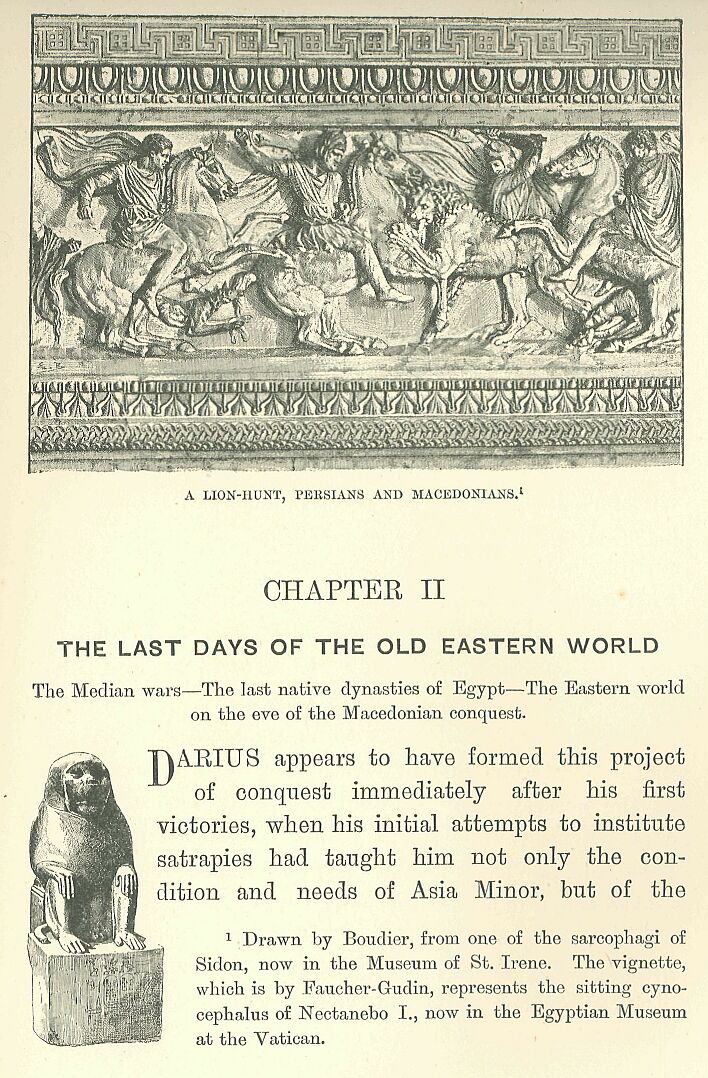 A LION-HUNT, PERSIANS AND MACEDONIANS.¹
CHAPTER II
THE LAST DAYS OF THE OLD EASTERN WORLD
The Median wars—The last native dynasties of Egypt—The Eastern world
on the eve of the Macedonian conquest.
DARIUS appears to have formed this project
of conquest immediately after his first
victories, when his initial attempts to institute
satrapies had taught him not only the con-
dition and needs of Asia Minor, but of the
¹ Drawn by Boudier, from one of the sarcophagi of
Sidon, now in the Museum of St. Irene. The vignette,
which is by Faucher-Gudin, represents the sitting cyno-
cephalus of Nectanebo I., now in the Egyptian Museum
at the Vatican.